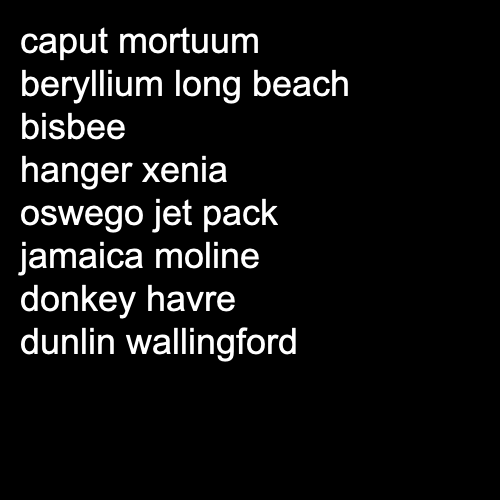 caput mortuum
beryllium long beach
bisbee
hanger xenia
oswego jet pack
jamaica moline
donkey havre
dunlin wallingford